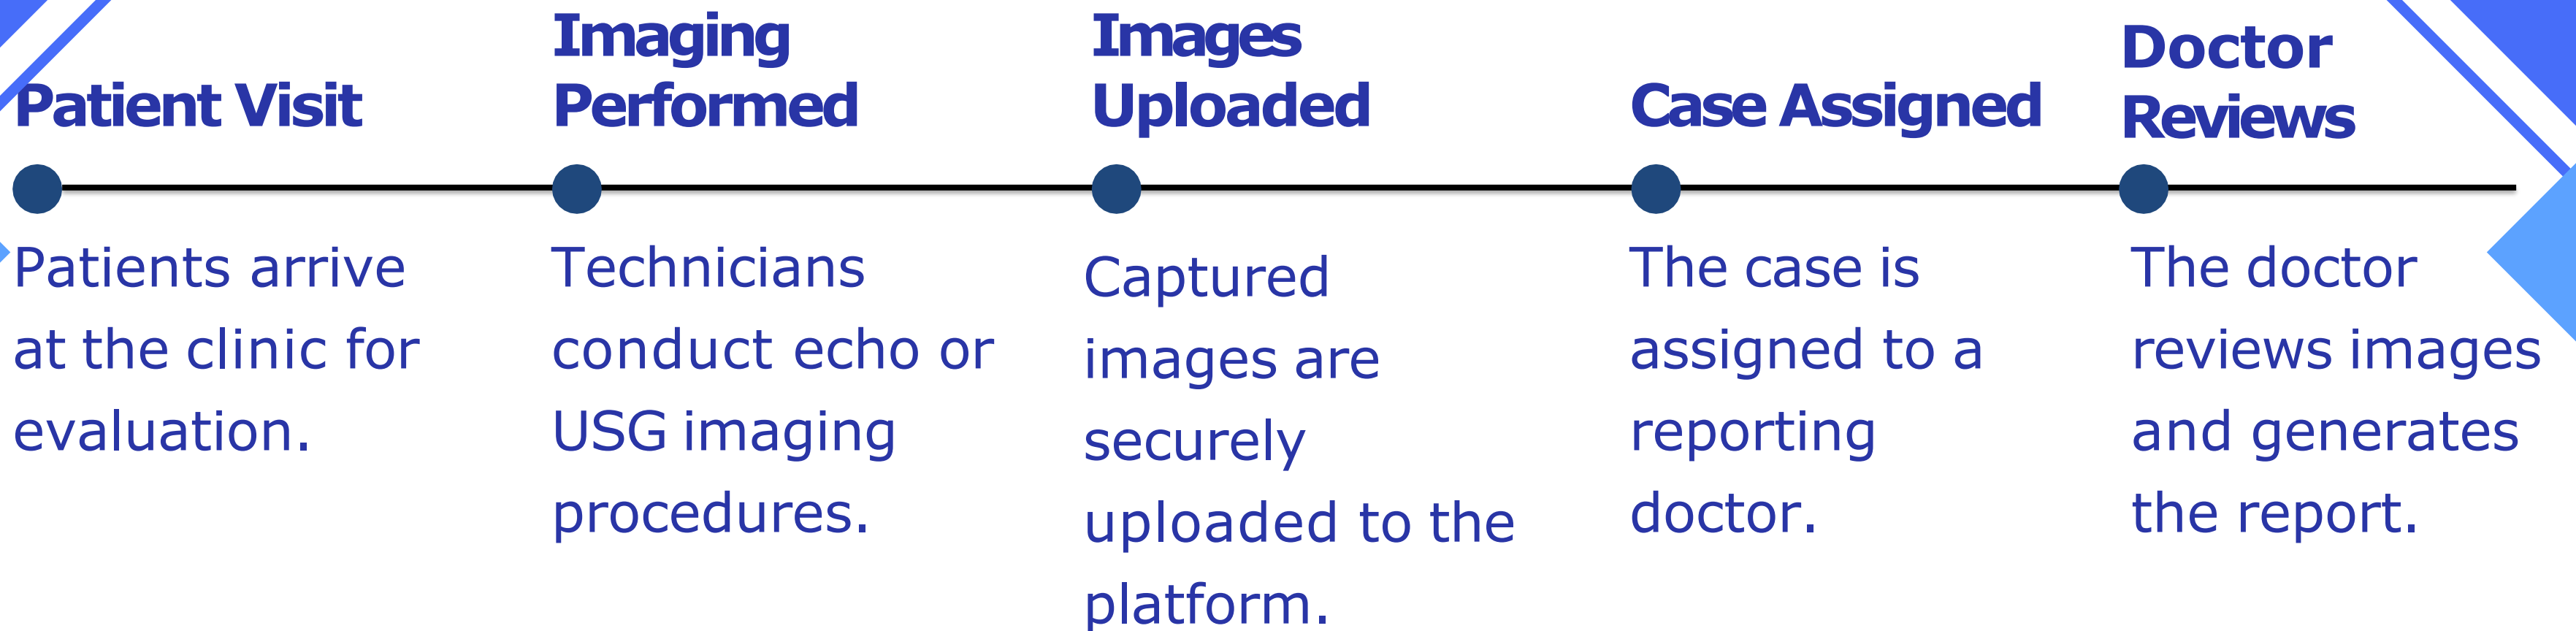 Patient Visit
Patients arrive
at the clinic for
evaluation.
Imaging
Performed
Technicians
conduct echo or
USG imaging
procedures.
Images
Uploaded
Captured
images are
securely
uploaded to the
platform.
Case Assigned
The case is
assigned to a
reporting
doctor.
Doctor
Reviews
The doctor
reviews images
and generates
the report.